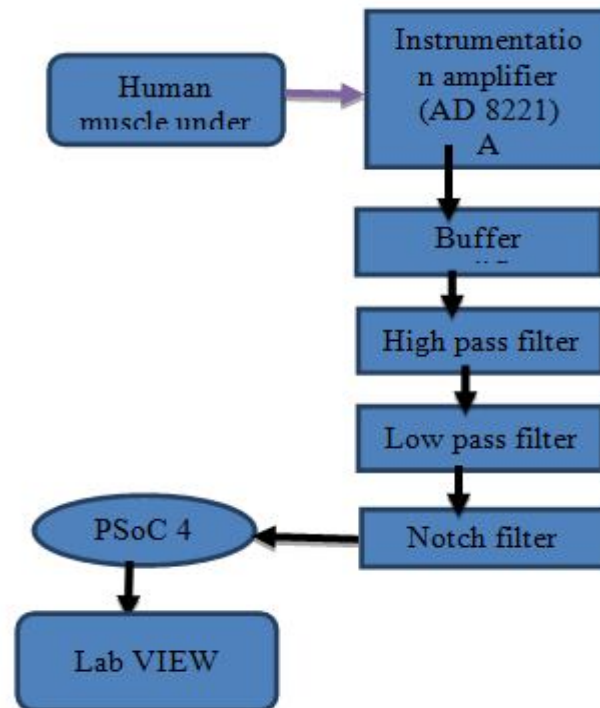 Human
muscle under
Instrumentatio
n amplifier
(AD 8221)
A
Buffer
High pass filter
Low pass filter
Notch filter
PSoC 4
Lab VIEW